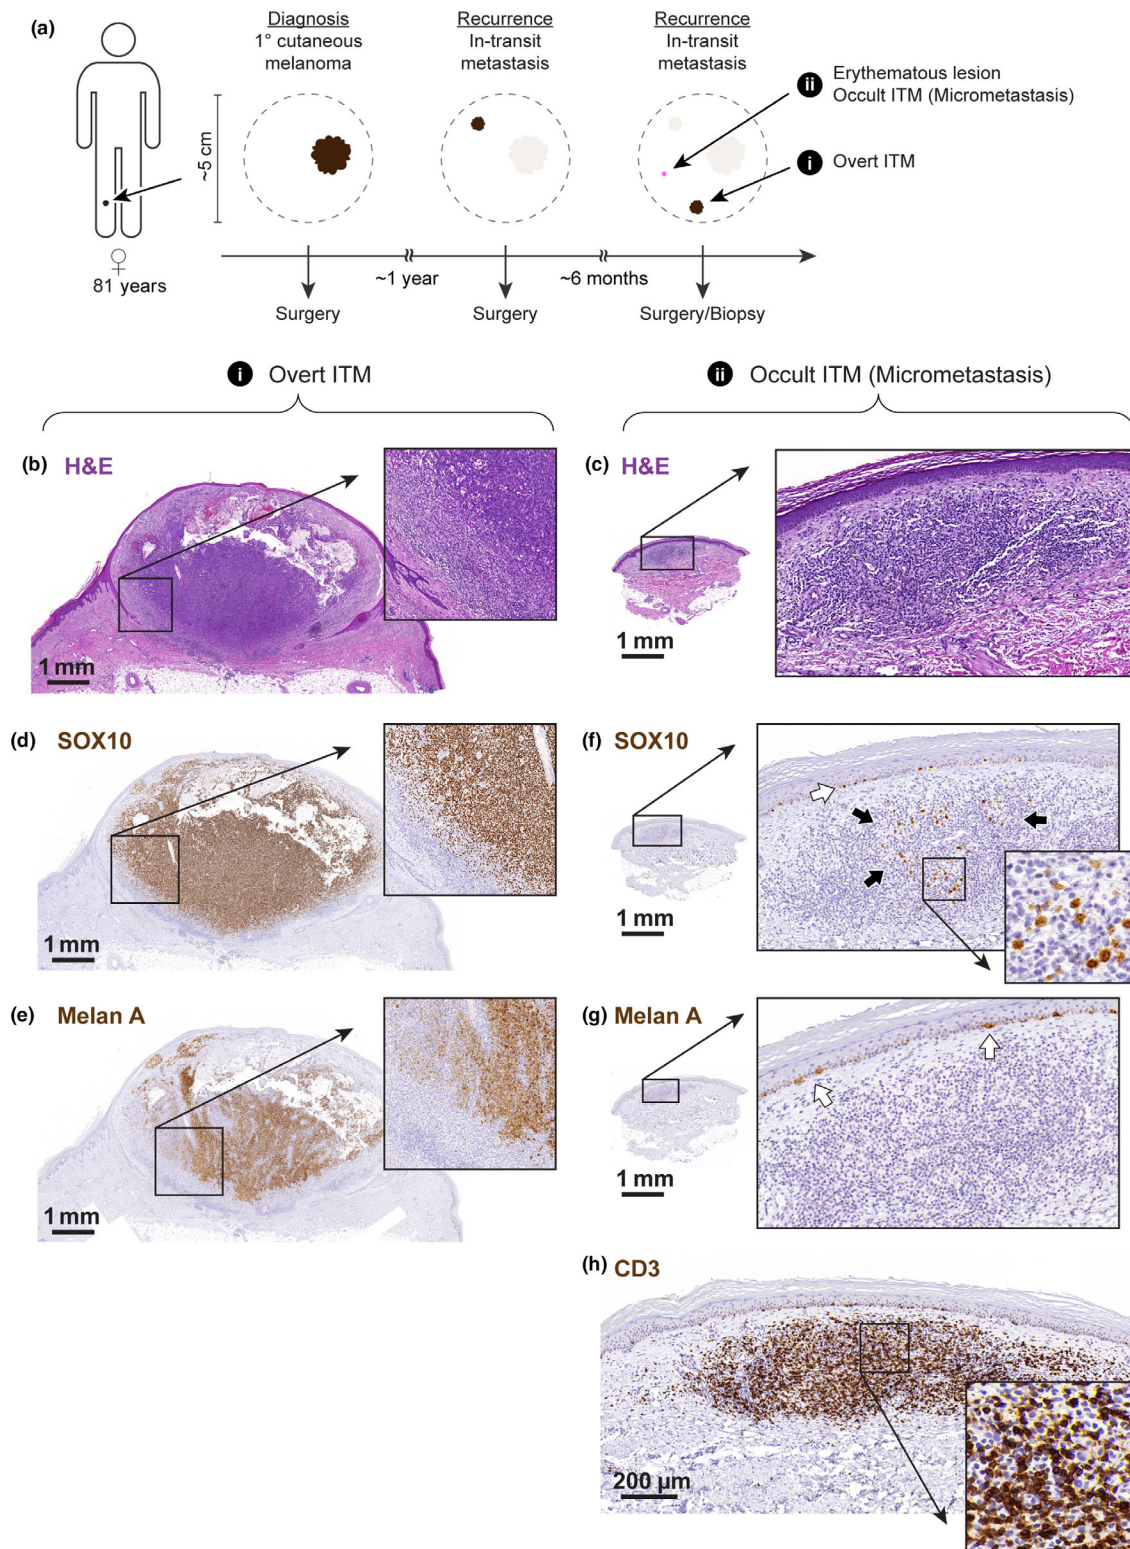 (a)
Diagnosis
1° cutaneous
melanoma
Recurrence
In-transit
metastasis
Recurrence
In-transit
metastasis
ii Erythematous lesion
Occult ITM (Micrometastasis)
i Overt ITM
~5 cm
♀
81 years
~1 year
~6 months
Surgery
Surgery
Surgery/Biopsy
i Overt ITM
ii Occult ITM (Micrometastasis)
(b) H&E
1 mm
(c) H&E
1 mm
(d) SOX10
1 mm
(f) SOX10
1 mm
(e) Melan A
1 mm
(g) Melan A
1 mm
(h) CD3
200 µm